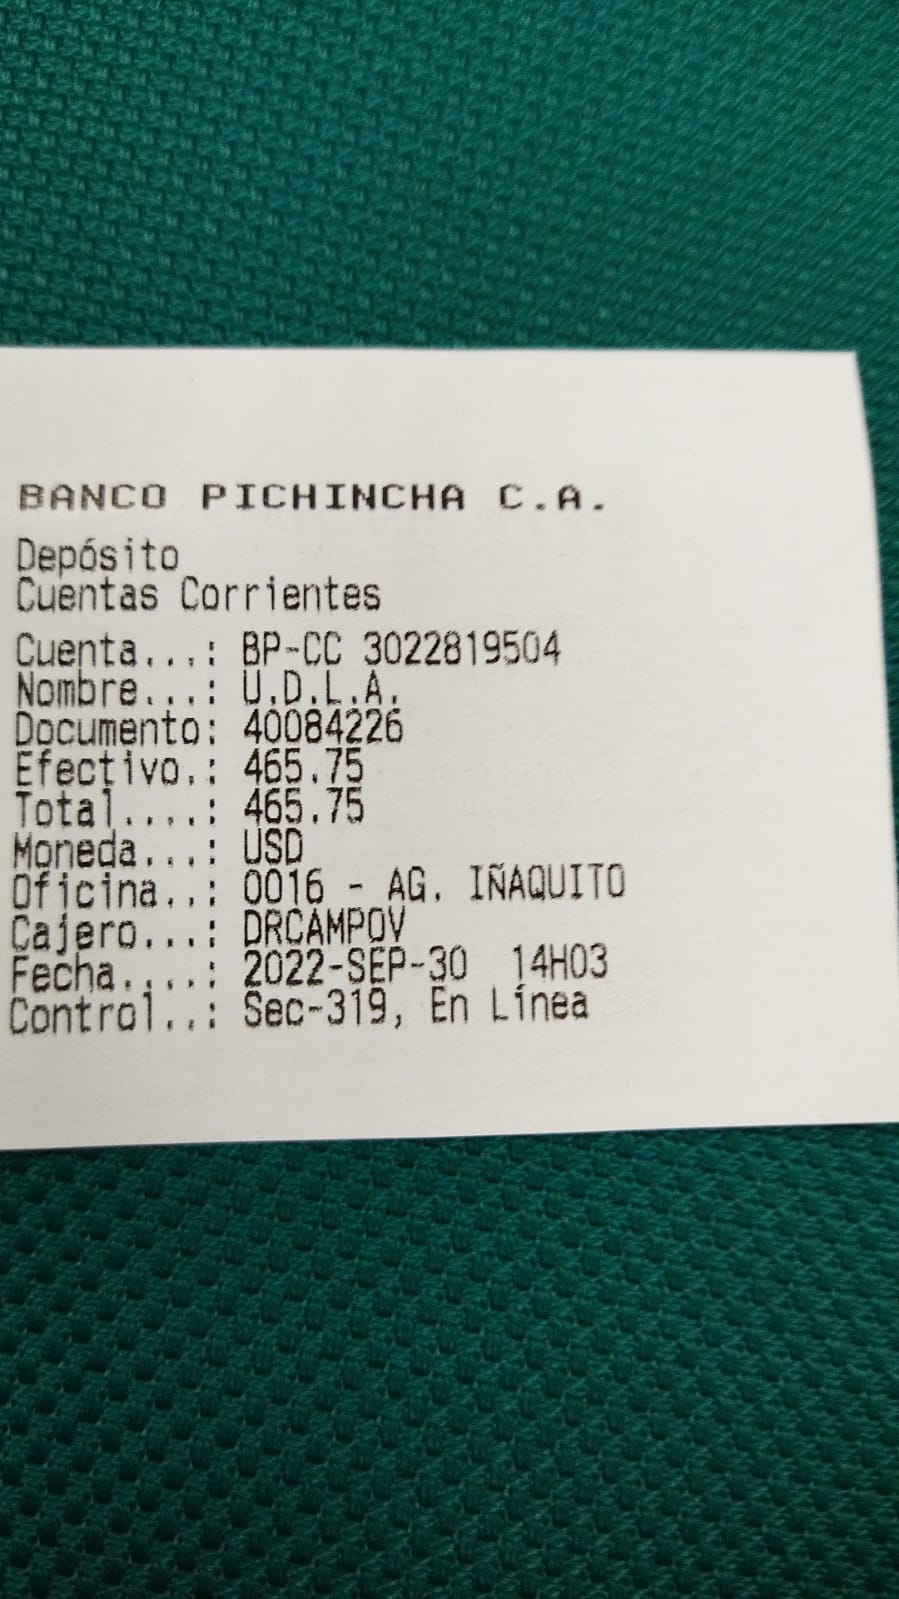 BANCO PICHINCHA C.A.
Depósito
Cuentas Corrientes
Cuenta...: BP-CC 3022819504
Nombre...: U.D.L.A.
Documento: 40084226
Efectivo.: 465.75
Total....: 465.75
Moneda...: USD
Oficina..: 0016 - AG. IÑAQUITO
Cajero...: DRCAMPOV
Fecha....: 2022-SEP-30 14H03
Control..: Sec-319, En Línea